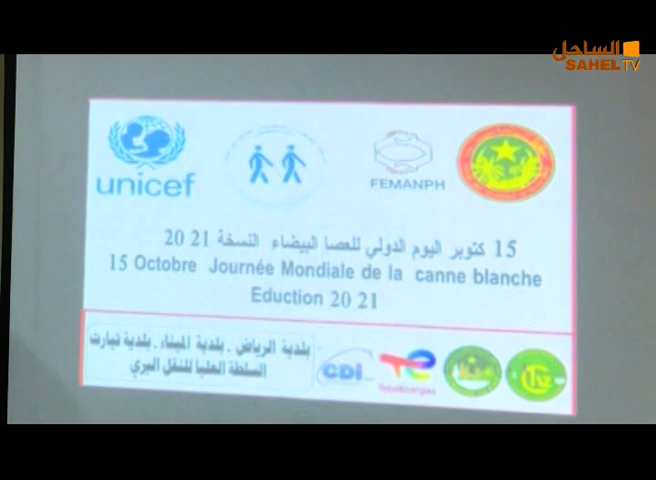 الساحل
SAHEL TV
unicef
FEMANPH
15 كتوبر اليوم الدولي للعصا البيضاء النسخة 21 20
15 Octobre Journée Mondiale de la canne blanche
Eduction 20 21
بلدية الرياض . بلدية الميناء . بلدية تيارت
السلطة العليا للنقل البري
CDI
TotalEnergies